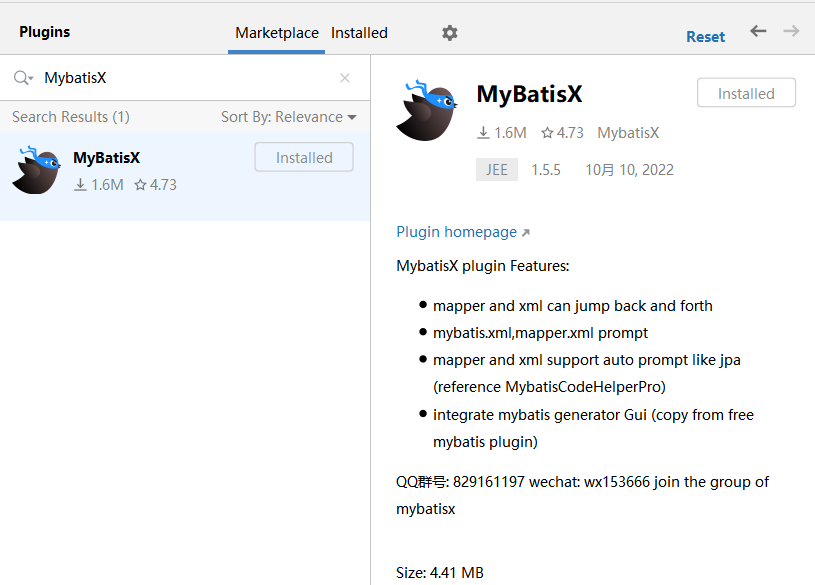 Plugins
Marketplace
Installed
Reset
MybatisX
Search Results (1)
Sort By: Relevance
MyBatisX
Installed
1.6M
4.73
MyBatisX
Installed
1.6M
4.73
MybatisX
JEE
1.5.5
10月 10, 2022
Plugin homepage
MybatisX plugin Features:
mapper and xml can jump back and forth
mybatis.xml,mapper.xml prompt
mapper and xml support auto prompt like jpa
(reference MybatisCodeHelperPro)
integrate mybatis generator Gui (copy from free
mybatis plugin)
QQ群号: 829161197 wechat: wx153666 join the group of
mybatisx
Size: 4.41 MB